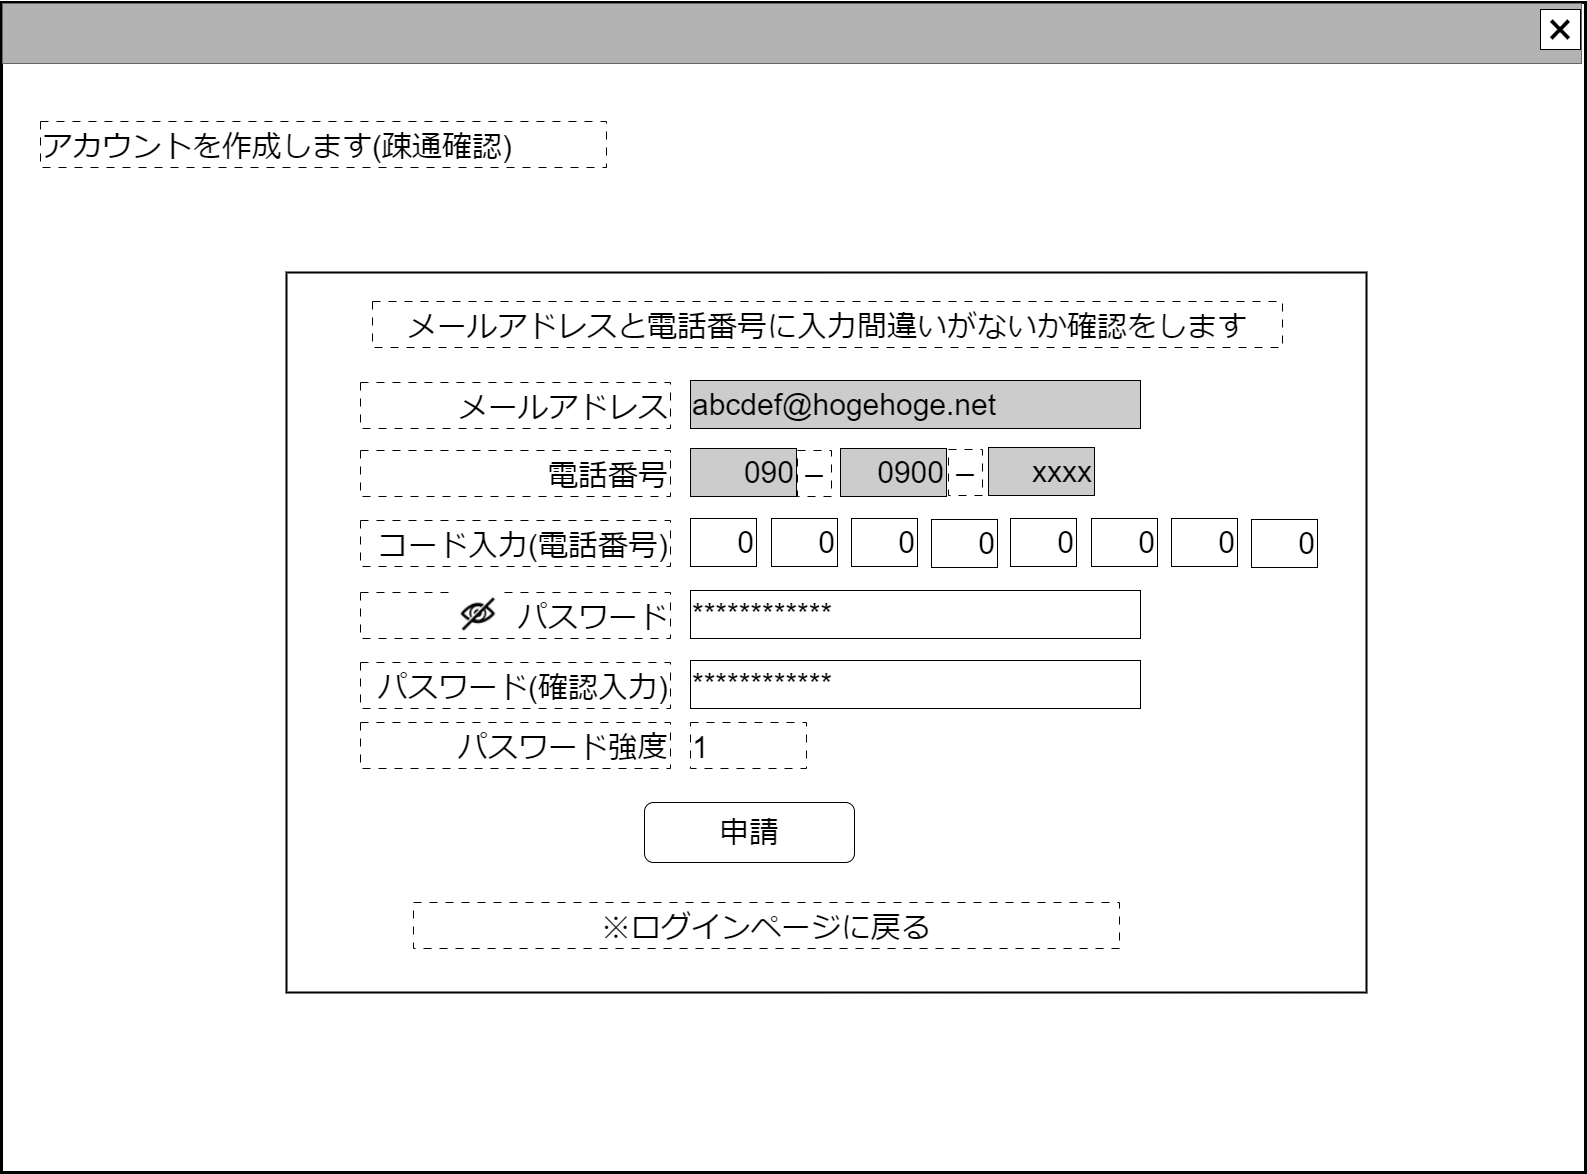 アカウントを作成します(疎通確認)
メールアドレスと電話番号に入力間違いがないか確認をします
メールアドレス abcdef@hogehoge.net
電話番号 090 – 0900 – xxxx
コード入力(電話番号) 0 0 0 0 0 0 0 0
パスワード ************
パスワード(確認入力) ************
パスワード強度 1
申請
※ログインページに戻る